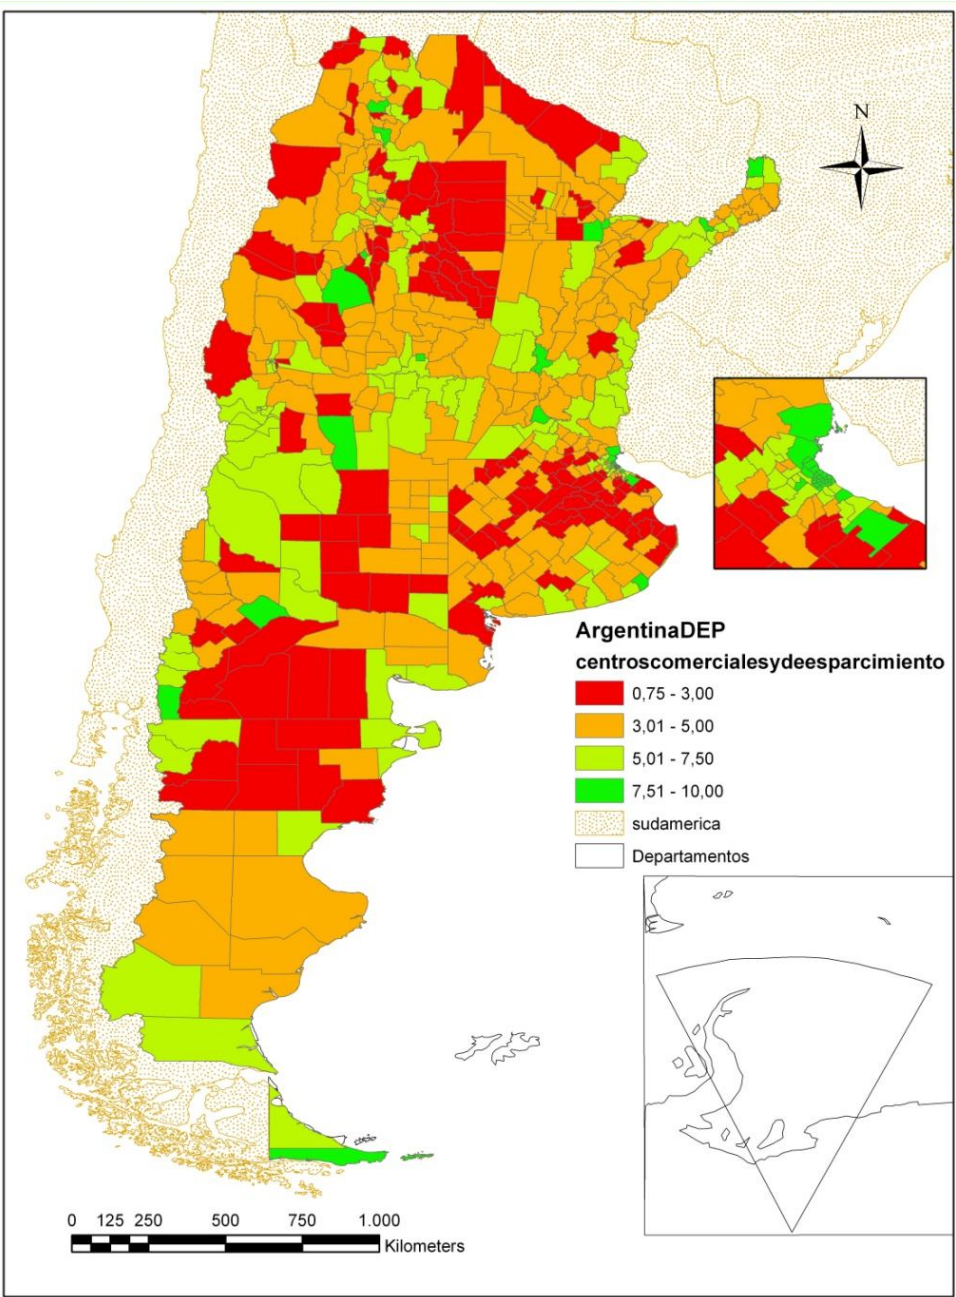 N
ArgentinaDEP
centroscomercialesydeesparcimiento
0,75 - 3,00
3,01 - 5,00
5,01 - 7,50
7,51 - 10,00
sudamerica
Departamentos
0 125 250 500 750 1.000
Kilometers